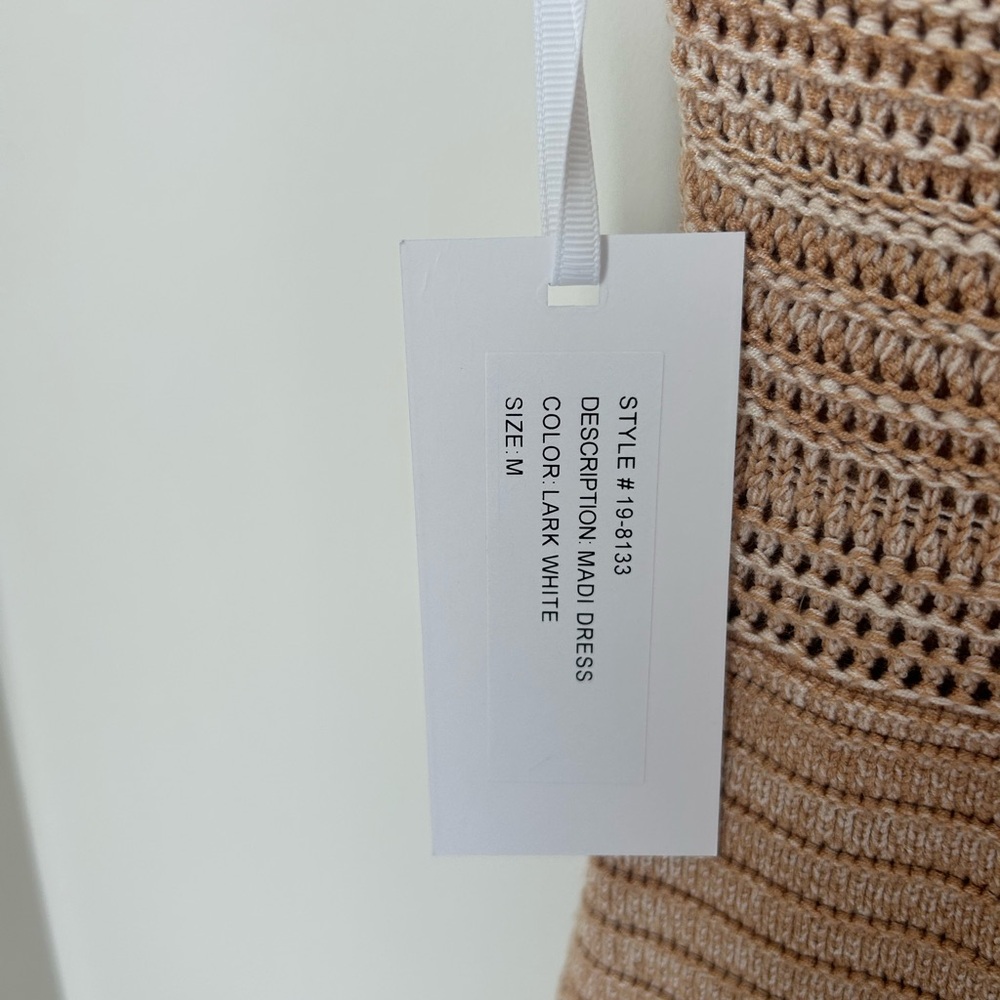 STYLE # 19-8133
DESCRIPTION: MADI DRESS
COLOR: LARK WHITE
SIZE: M